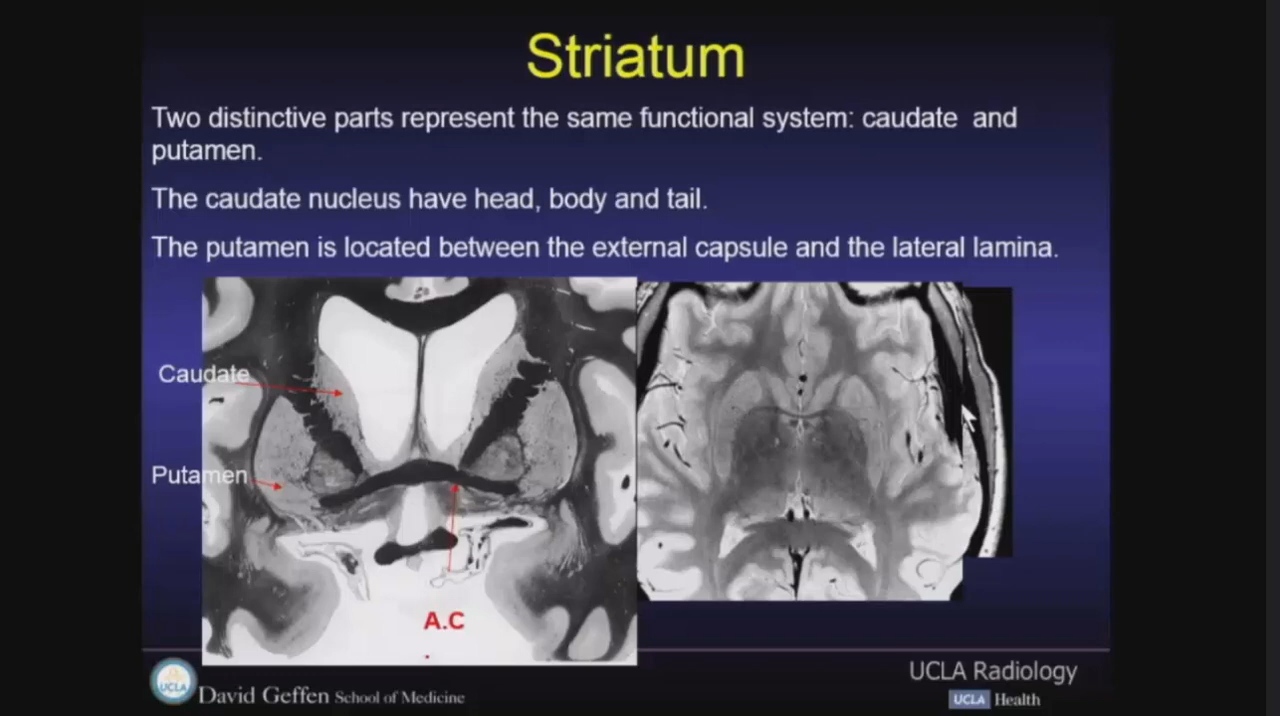 Striatum
Two distinctive parts represent the same functional system: caudate and
putamen.
The caudate nucleus have head, body and tail.
The putamen is located between the external capsule and the lateral lamina.
Caudate
Putamen
A.C
UCLA
David Geffen School of Medicine
UCLA Radiology
UCLA Health